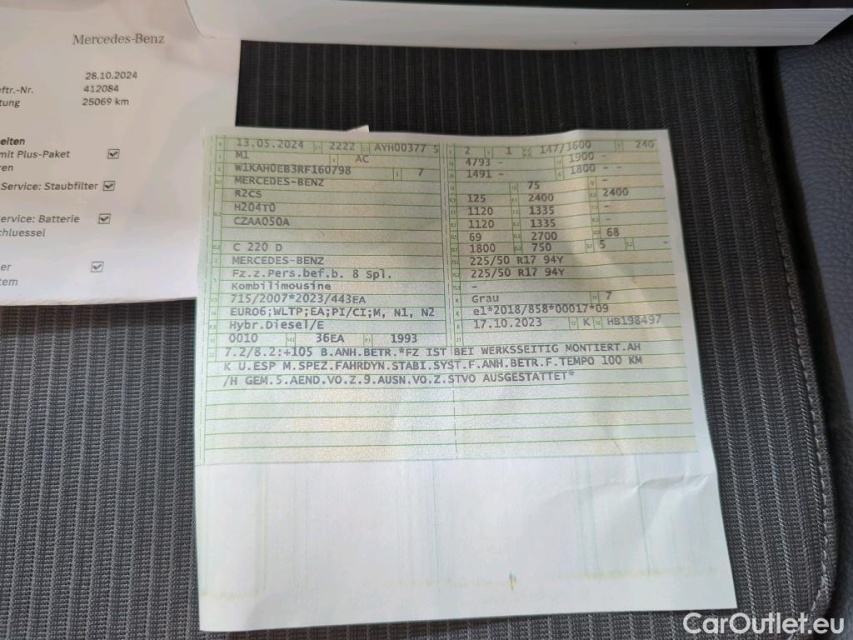 Mercedes-Benz
28.10.2024
eftr.-Nr. 412084
tung 25069 km
eiten
mit Plus-Paket
ren
Service: Staubfilter
ervice: Batterie
chluessel
er
tem
13.05.2024 2222 AYH00377 5
M1 AC
W1KAH0EB3RF160798 7
MERCEDES-BENZ
R2CS
H204T0
CZAA050A
C 220 D
MERCEDES-BENZ
Fz.z.Pers.bef.b. 8 Spl.
Kombilimousine
715/2007*2023/443EA
EURO6;WLTP;EA;PI/CI;M, N1, N2
Hybr.Diesel/E
0010 36EA 1993
2 1 147/3600 240
4793 - 1900 -
1491 - 1800 - -
- 75 -
125 2400 2400
1120 1335 -
1120 1335 -
69 2700 68
1800 750 5 -
225/50 R17 94Y
225/50 R17 94Y
-
Grau 7
e1*2018/858*00017*09
17.10.2023 K HB198497
7.2/8.2:+105 B.ANH.BETR.*FZ IST BEI WERKSSEITIG MONTIERT.AH
K U.ESP M.SPEZ.FAHRDYN.STABI.SYST.F.ANH.BETR.F.TEMPO 100 KM
/H GEM.5.AEND.VO.Z.9.AUSN.VO.Z.STVO AUSGESTATTET*
CarOutlet.eu